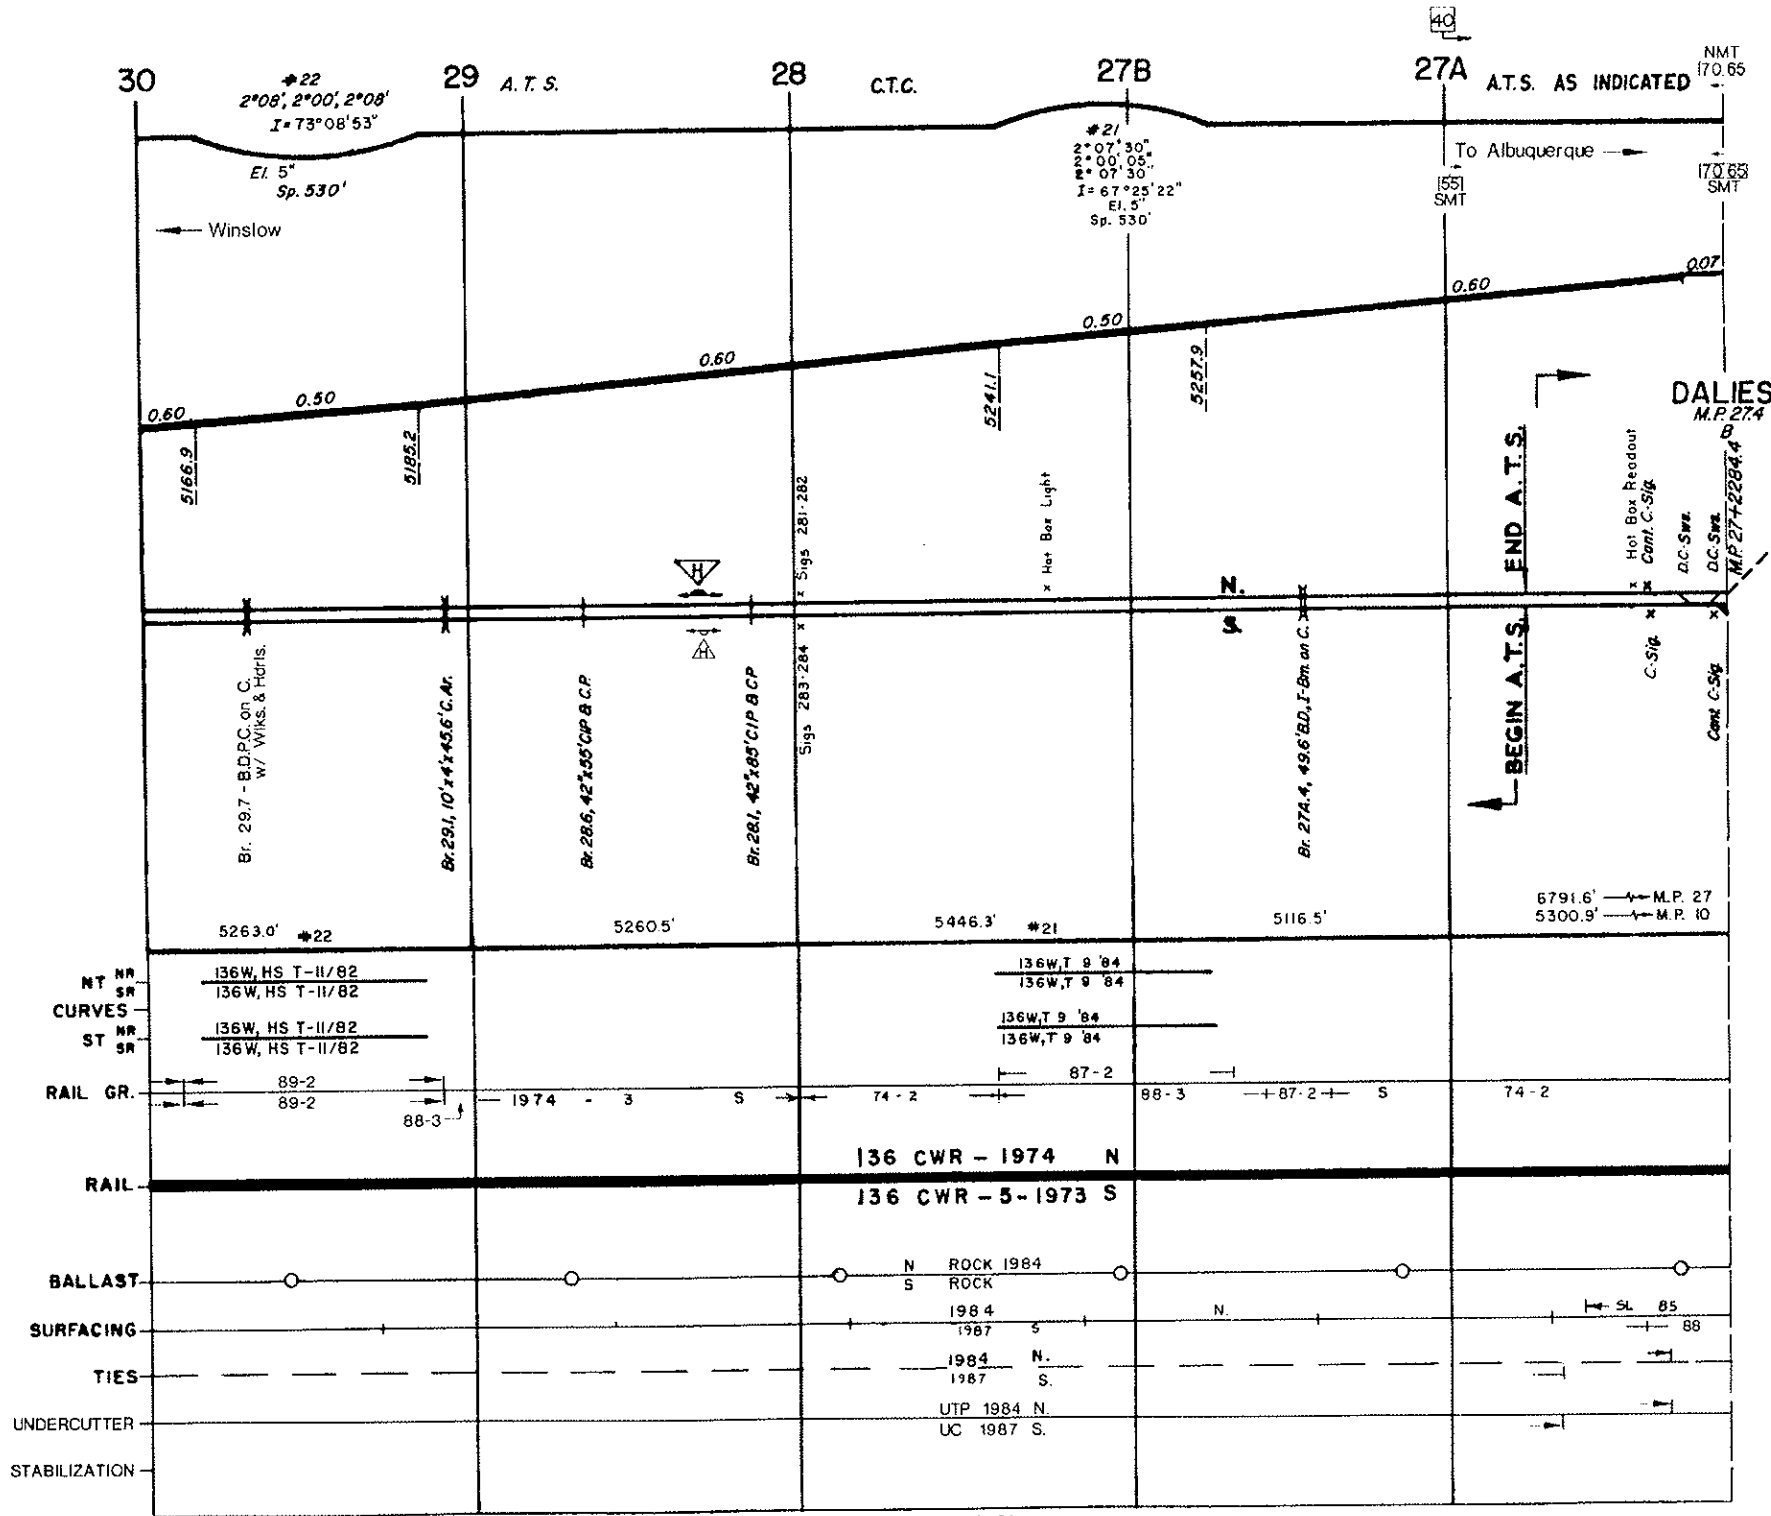 40
30
#22
2°08', 2°00', 2°08'
I=73°08'53"
29
A.T.S.
28
C.T.C.
27B
27A
A.T.S. AS INDICATED
NMT
70.65
El. 5"
Sp. 530'
#21
2°07'30"
2°00'05"
2°07'30"
I=67°25'22"
El. 5"
Sp. 530'
To Albuquerque
55
SMT
70.65
SMT
Winslow
0.60
0.50
0.60
0.50
0.60
0.07
5166.9
5185.2
5241.1
5257.9
DALIES
M.P. 27.4
B
M.P. 27+2284.4
Sigs 281-282
Hot Box Light
END A.T.S.
Hot Box Readout
Cant. C-Sig.
D.C-Sws.
D.C-Sws.
H
N.
S.
H
Br. 29.7 - B.D.P.C. on C.
w/ Wlks. & Hdrls.
Br. 29.1, 10'x4'x45.6' C. Ar.
Br. 28.6, 42"x55' CIP & C.P.
Br. 28.1, 42"x85' CIP & CP
Sigs 283-284
Br. 27A.4, 49.6' B.D., I-Bm. on C.
BEGIN A.T.S.
C-Sig.
Cant. C-Sig.
5263.0'
#22
5260.5'
5446.3'
#21
5116.5'
6791.6' M.P. 27
5300.9' M.P. 10
NT NR
SR
136W, HS T-11/82
136W, HS T-11/82
136W, T 9 '84
136W, T 9 '84
CURVES
ST NR
SR
136W, HS T-11/82
136W, HS T-11/82
136W, T 9 '84
136W, T 9 '84
RAIL GR.
89-2
89-2
87-2
88-3
1974 - 3 S
74-2
88-3
87-2
S
74-2
136 CWR - 1974 N
RAIL
136 CWR - 5-1973 S
BALLAST
N ROCK 1984
S ROCK
SURFACING
1984 N.
1987 S
SL 85
88
TIES
1984 N.
1987 S.
UNDERCUTTER
UTP 1984 N.
UC 1987 S.
STABILIZATION